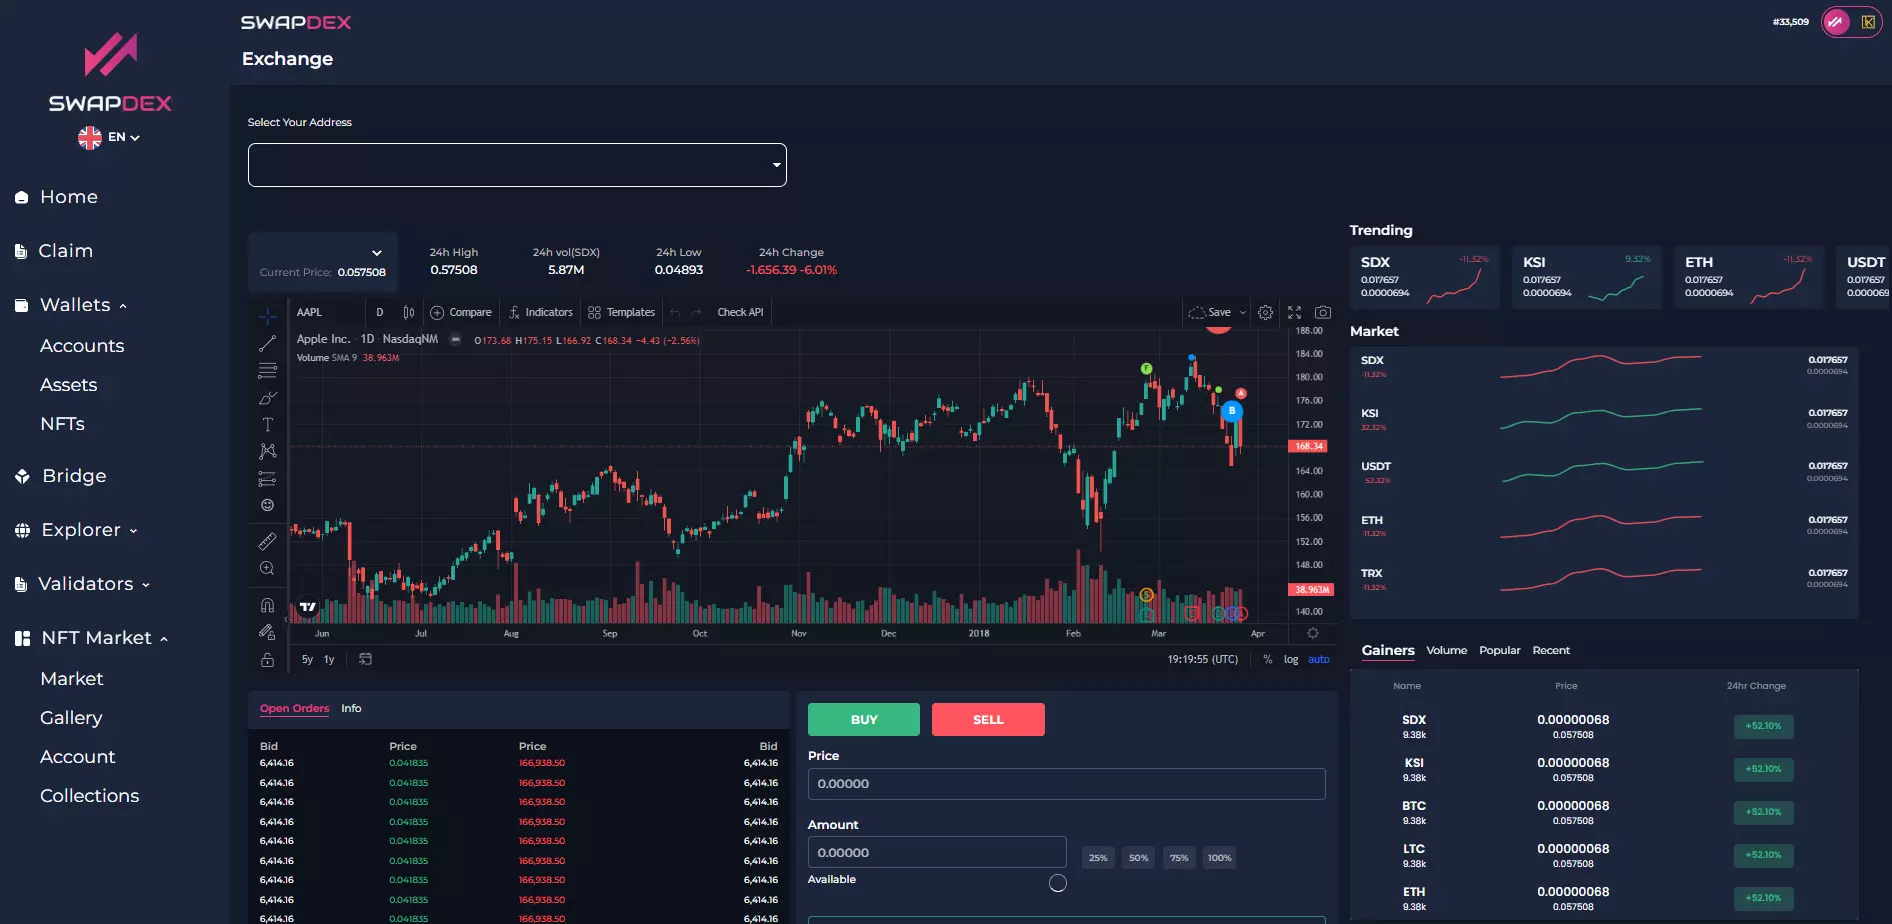 SWAPDEX
EN
Home
Claim
Wallets
Accounts
Assets
NFTs
Bridge
Explorer
Validators
NFT Market
Market
Gallery
Account
Collections
SWAPDEX
#33,509
Exchange
Select Your Address
Current Price: 0.057508
24h High
0.57508
24h vol(SDX)
5.87M
24h Low
0.04893
24h Change
-1.656.39 -6.01%
AAPL D Compare Indicators Templates Check API Save
Apple Inc. · 1D · NasdaqNM O173.68 H175.15 L166.92 C168.34 -4.43 (-2.56%)
Volume SMA 9 38.963M
188.00
184.00
180.00
176.00
172.00
168.34
164.00
160.00
156.00
152.00
148.00
38.963M
140.00
F
A
B
S
Jun Jul Aug Sep Oct Nov Dec 2018 Feb Mar Apr
5y 1y 19:19:55 (UTC) % log auto
Open Orders Info
Bid Price Price Bid
6,414.16 0.041835 166,938.50 6,414.16
6,414.16 0.041835 166,938.50 6,414.16
6,414.16 0.041835 166,938.50 6,414.16
6,414.16 0.041835 166,938.50 6,414.16
6,414.16 0.041835 166,938.50 6,414.16
6,414.16 0.041835 166,938.50 6,414.16
6,414.16 0.041835 166,938.50 6,414.16
6,414.16 0.041835 166,938.50 6,414.16
6,414.16 0.041835 166,938.50 6,414.16
BUY SELL
Price
0.00000
Amount
0.00000
25% 50% 75% 100%
Available
Trending
SDX -11.32%
0.017657
0.0000694
KSI 9.32%
0.017657
0.0000694
ETH -11.32%
0.017657
0.0000694
USDT
0.017657
Market
SDX 0.017657
-11.32% 0.0000694
KSI 0.017657
32.32% 0.0000694
USDT 0.017657
52.32% 0.0000694
ETH 0.017657
-11.32% 0.0000694
TRX 0.017657
-11.32% 0.0000694
Gainers Volume Popular Recent
Name Price 24hr Change
SDX 0.00000068 +52.10%
9.38k 0.057508
KSI 0.00000068 +52.10%
9.38k 0.057508
BTC 0.00000068 +52.10%
9.38k 0.057508
LTC 0.00000068 +52.10%
9.38k 0.057508
ETH 0.00000068 +52.10%
9.38k 0.057508